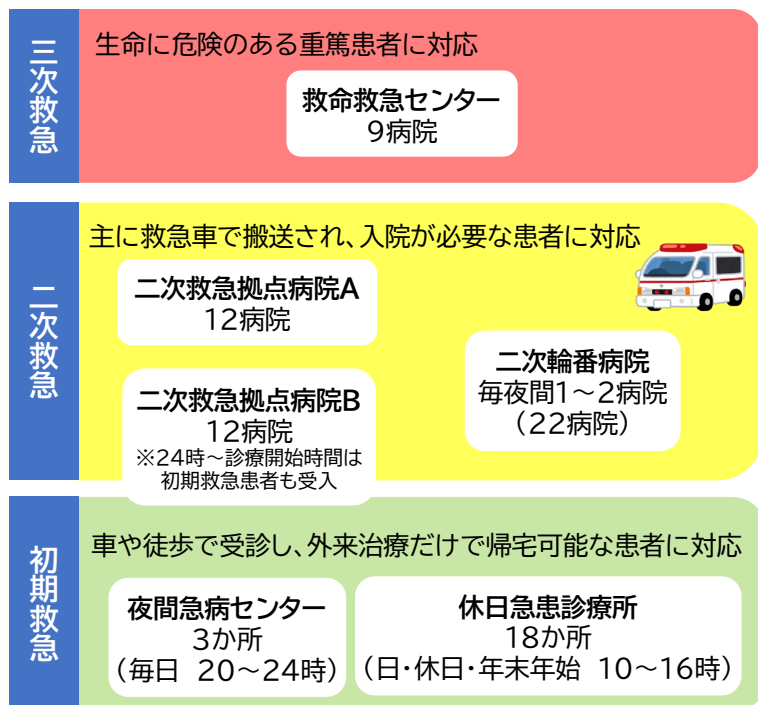 三次救急
生命に危険のある重篤患者に対応
救命救急センター
9病院
二次救急
主に救急車で搬送され、入院が必要な患者に対応
二次救急拠点病院A
12病院
二次救急拠点病院B
12病院
※24時～診療開始時間は
初期救急患者も受入
二次輪番病院
毎夜間1～2病院
（22病院）
初期救急
車や徒歩で受診し、外来治療だけで帰宅可能な患者に対応
夜間急病センター
3か所
（毎日 20～24時）
休日急患診療所
18か所
（日・休日・年末年始 10～16時）